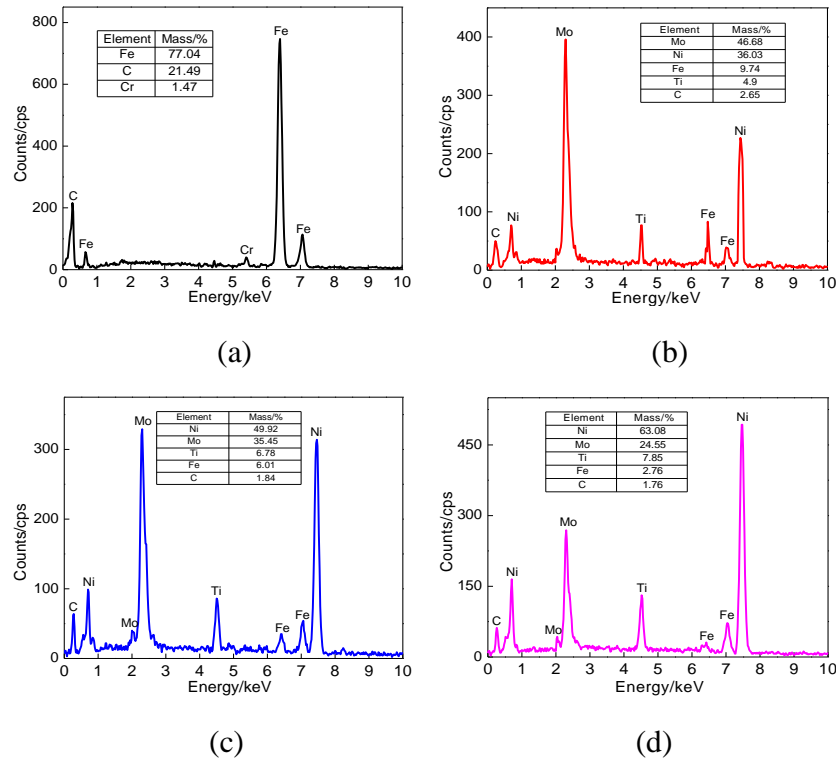 800
600
400
200
0
Counts/cps
Element Mass/%
Fe 77.04
C 21.49
Cr 1.47
C
Fe
Cr
Fe
Fe
0 1 2 3 4 5 6 7 8 9 10
Energy/keV
(a)
400
300
200
100
0
Counts/cps
Element Mass/%
Mo 46.68
Ni 36.03
Fe 9.74
Ti 4.9
C 2.65
C
Ni
Mo
Ti
Fe
Fe
Ni
0 1 2 3 4 5 6 7 8 9 10
Energy/keV
(b)
300
200
100
0
Counts/cps
Element Mass/%
Ni 49.92
Mo 35.45
Ti 6.78
Fe 6.01
C 1.84
C
Ni
Mo
Mo
Ti
Fe
Fe
Ni
0 1 2 3 4 5 6 7 8 9 10
Energy/keV
(c)
450
300
150
0
Counts/cps
Element Mass/%
Ni 63.08
Mo 24.55
Ti 7.85
Fe 2.76
C 1.76
C
Ni
Mo
Mo
Ti
Fe
Fe
Ni
0 1 2 3 4 5 6 7 8 9 10
Energy/keV
(d)